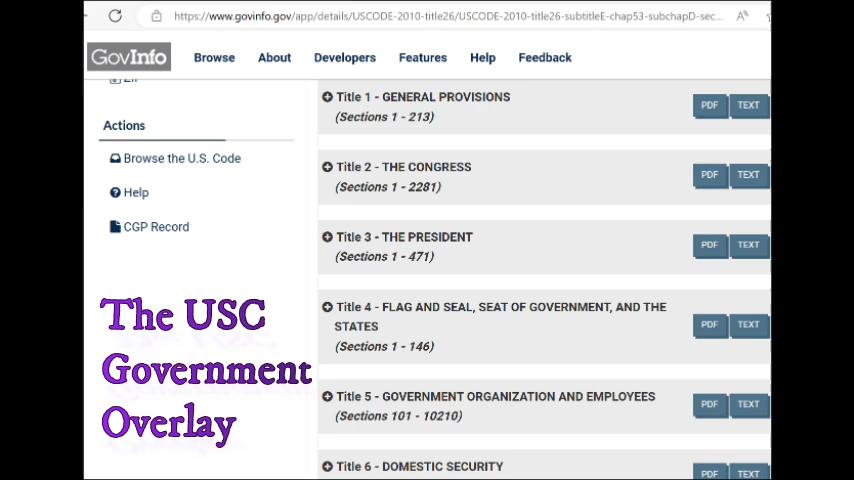 https://www.govinfo.gov/app/details/USCODE-2010-title26/USCODE-2010-title26-subtitleE-chap53-subchapD-sec...
GovInfo
Browse
About
Developers
Features
Help
Feedback
Actions
Browse the U.S. Code
Help
CGP Record
The USC
Government
Overlay
Title 1 - GENERAL PROVISIONS
(Sections 1 - 213)
PDF TEXT
Title 2 - THE CONGRESS
(Sections 1 - 2281)
PDF TEXT
Title 3 - THE PRESIDENT
(Sections 1 - 471)
PDF TEXT
Title 4 - FLAG AND SEAL, SEAT OF GOVERNMENT, AND THE
STATES
(Sections 1 - 146)
PDF TEXT
Title 5 - GOVERNMENT ORGANIZATION AND EMPLOYEES
(Sections 101 - 10210)
PDF TEXT
Title 6 - DOMESTIC SECURITY
PDF TEXT